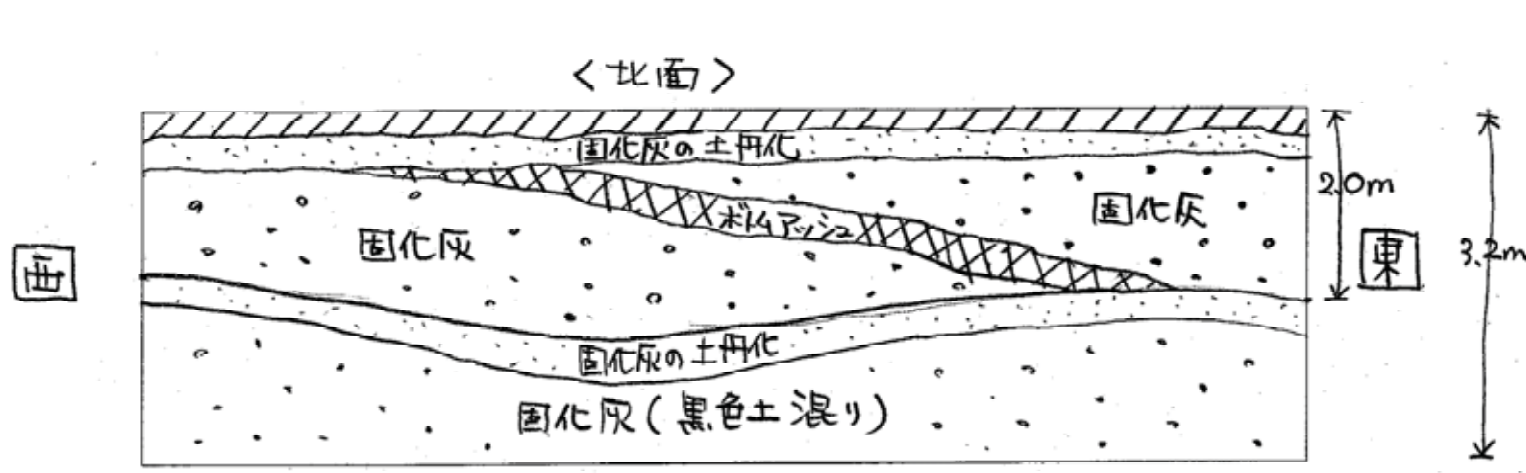 <北面>
固化灰の土丹化
2.0m
固化灰
ボトムアッシュ
固化灰
西
東
3.2m
固化灰の土丹化
固化灰(黒色土混り)